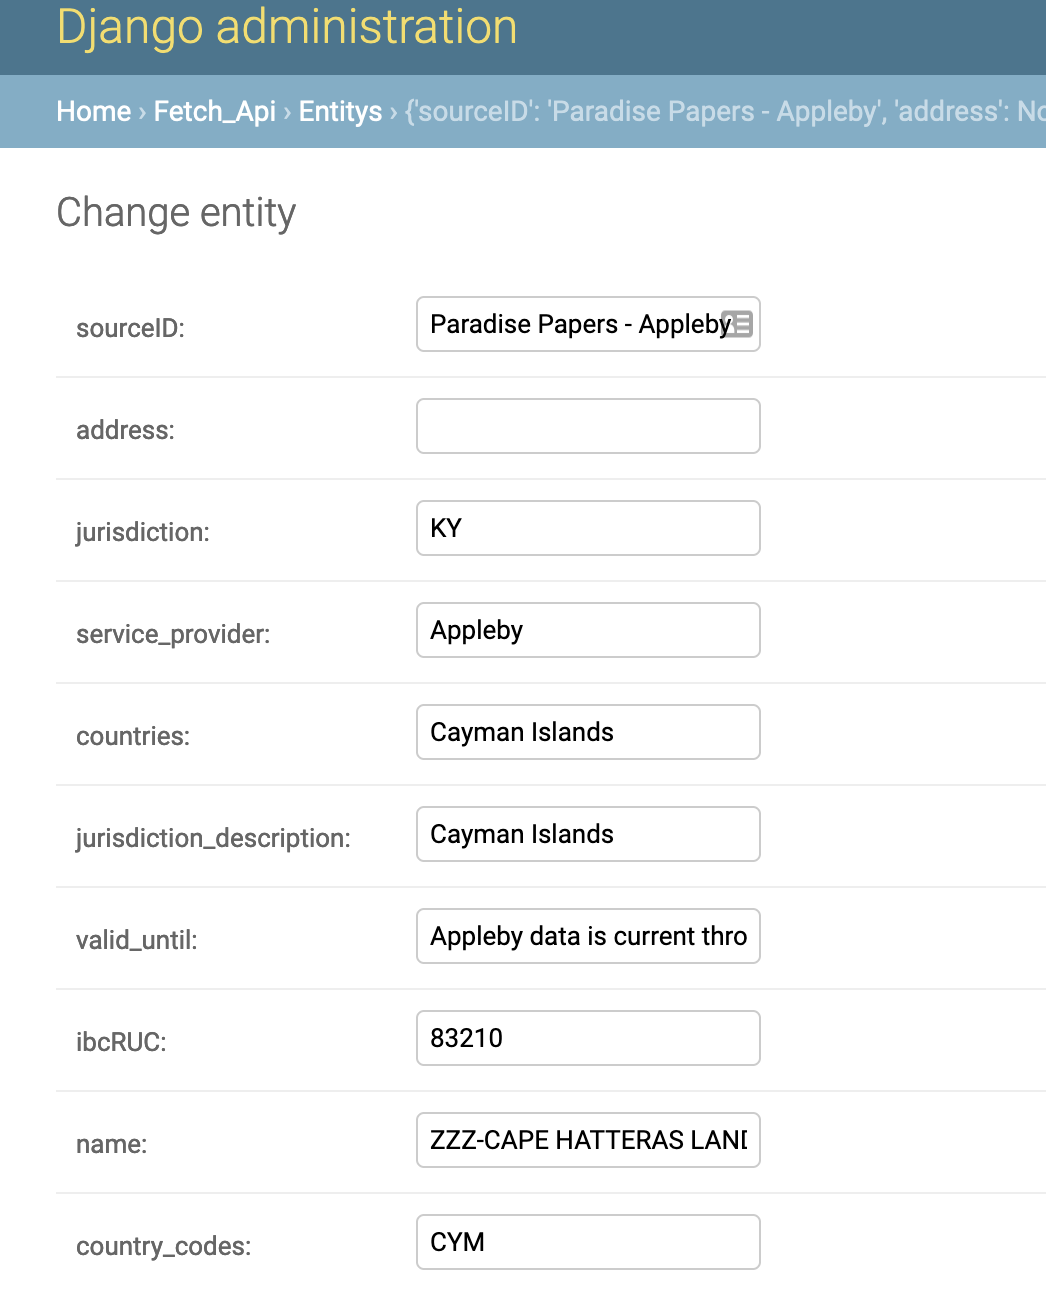 Django administration
Home › Fetch_Api › Entitys › {'sourceID': 'Paradise Papers - Appleby', 'address': No
Change entity
sourceID: Paradise Papers - Appleby
address:
jurisdiction: KY
service_provider: Appleby
countries: Cayman Islands
jurisdiction_description: Cayman Islands
valid_until: Appleby data is current thro
ibcRUC: 83210
name: ZZZ-CAPE HATTERAS LAND
country_codes: CYM